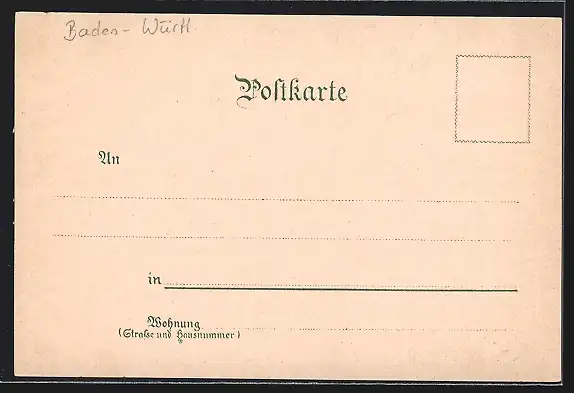 Baden-Württ.
Postkarte
An
in
Wohnung
(Straße und Hausnummer)